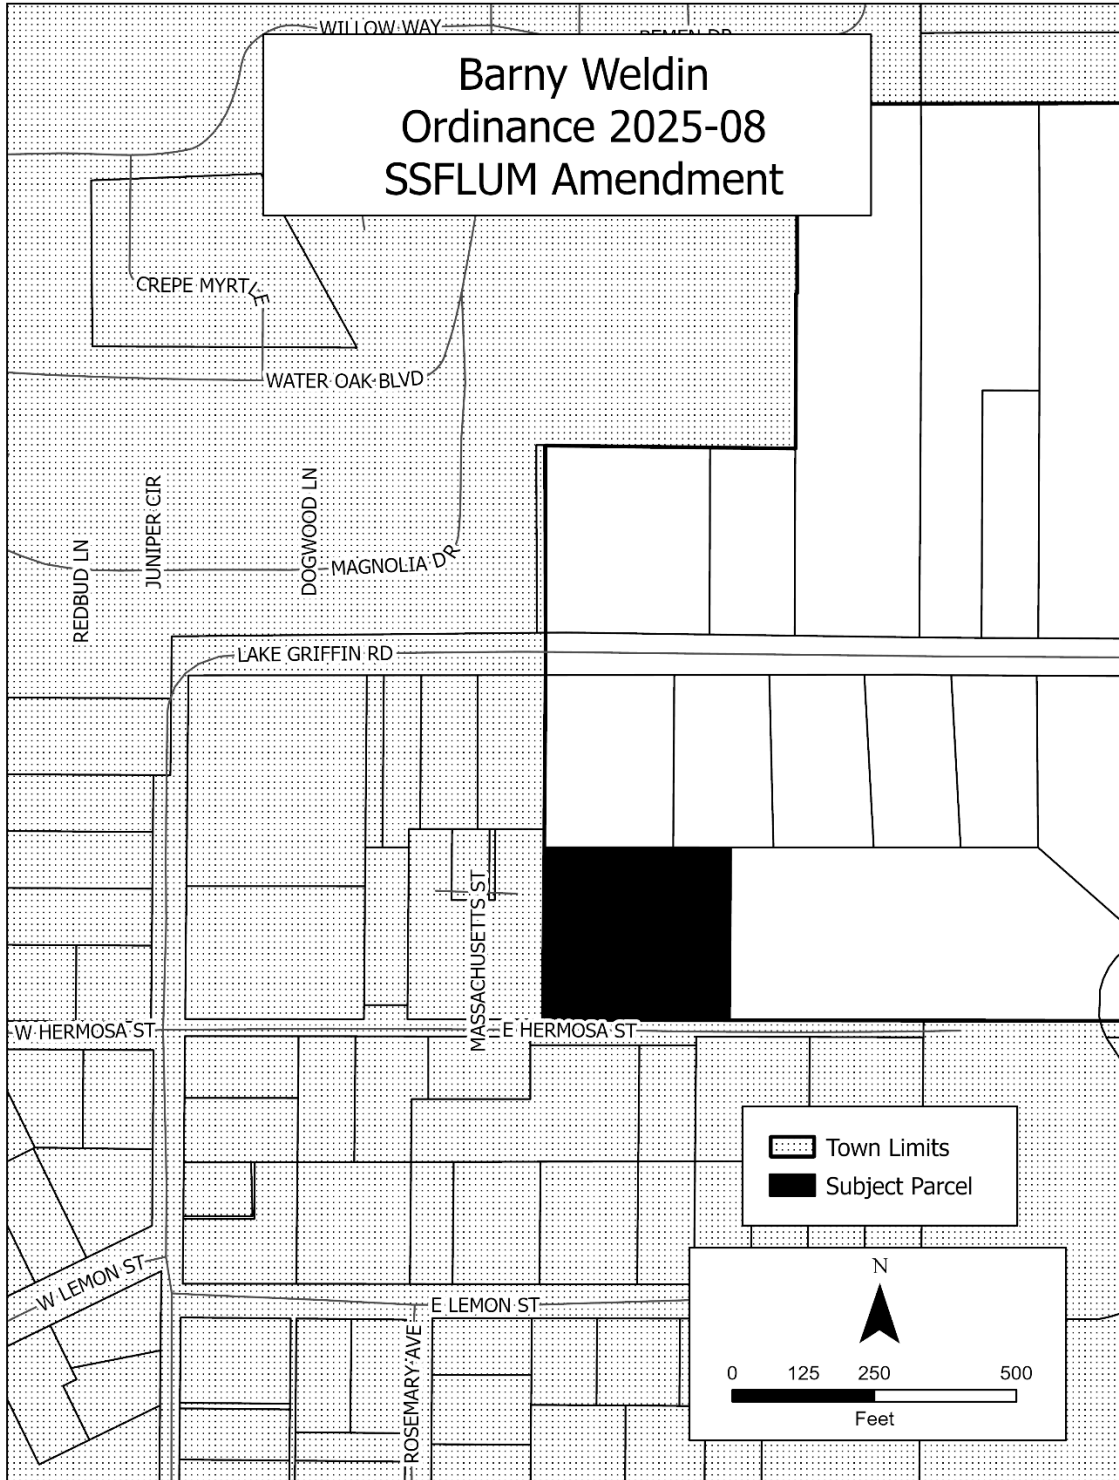 WILLOW WAY
Barny Weldin
Ordinance 2025-08
SSFLUM Amendment
CREPE MYRTLE
WATER OAK BLVD
JUNIPER CIR
DOGWOOD LN
REDBUD LN
MAGNOLIA DR
LAKE GRIFFIN RD
MASSACHUSETTS ST
W HERMOSA ST
E HERMOSA ST
Town Limits
Subject Parcel
W LEMON ST
E LEMON ST
ROSEMARY AVE
N
0 125 250 500
Feet